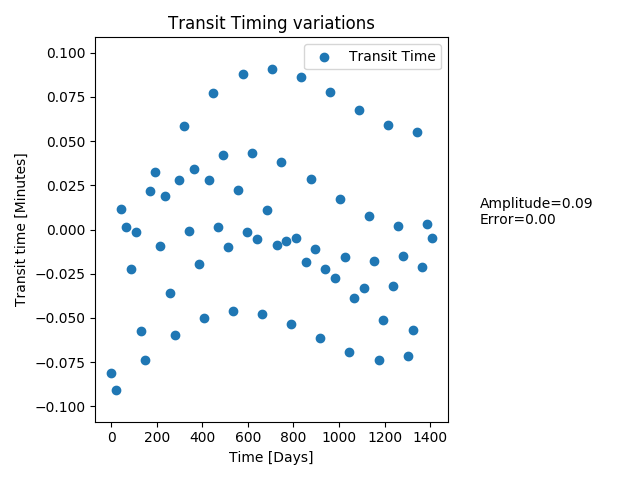 Transit Timing variations
Transit Time
0.100
0.075
0.050
0.025
0.000
−0.025
−0.050
−0.075
−0.100
Transit time [Minutes]
0 200 400 600 800 1000 1200 1400
Time [Days]
Amplitude=0.09
Error=0.00